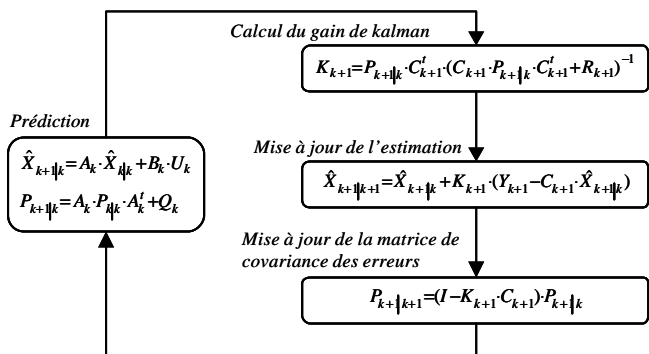 Calcul du gain de kalman
K_{k+1}=P_{k+1|k}·C^t_{k+1}·(C_{k+1}·P_{k+1|k}·C^t_{k+1}+R_{k+1})^{−1}
Prédiction
X̂_{k+1|k}=A_k·X̂_{k|k}+B_k·U_k
P_{k+1|k}=A_k·P_{k|k}·A^t_k+Q_k
Mise à jour de l'estimation
X̂_{k+1|k+1}=X̂_{k+1|k}+K_{k+1}·(Y_{k+1}−C_{k+1}·X̂_{k+1|k})
Mise à jour de la matrice de
covariance des erreurs
P_{k+1|k+1}=(I−K_{k+1}·C_{k+1})·P_{k+1|k}